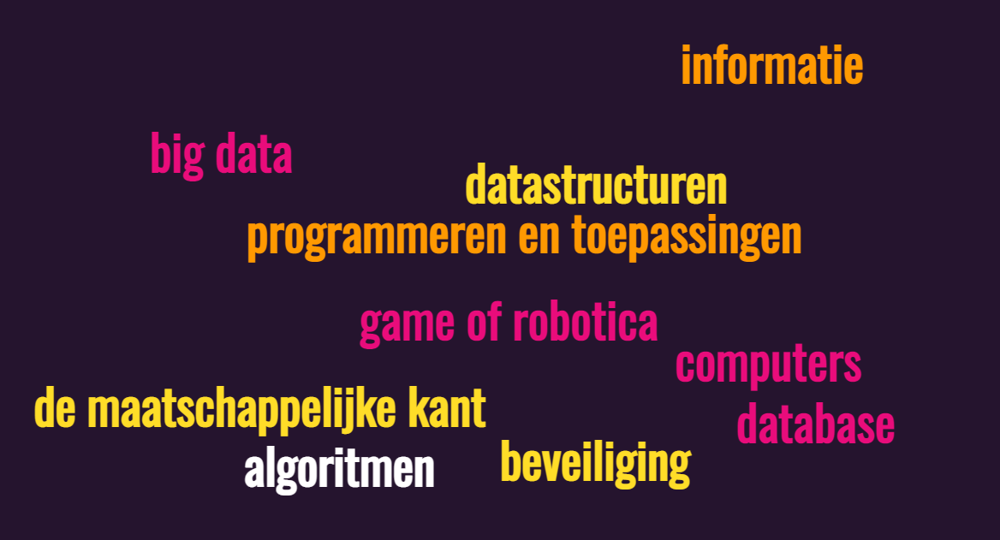 informatie
big data
datastructuren
programmeren en toepassingen
game of robotica
computers
de maatschappelijke kant
database
algoritmen
beveiliging